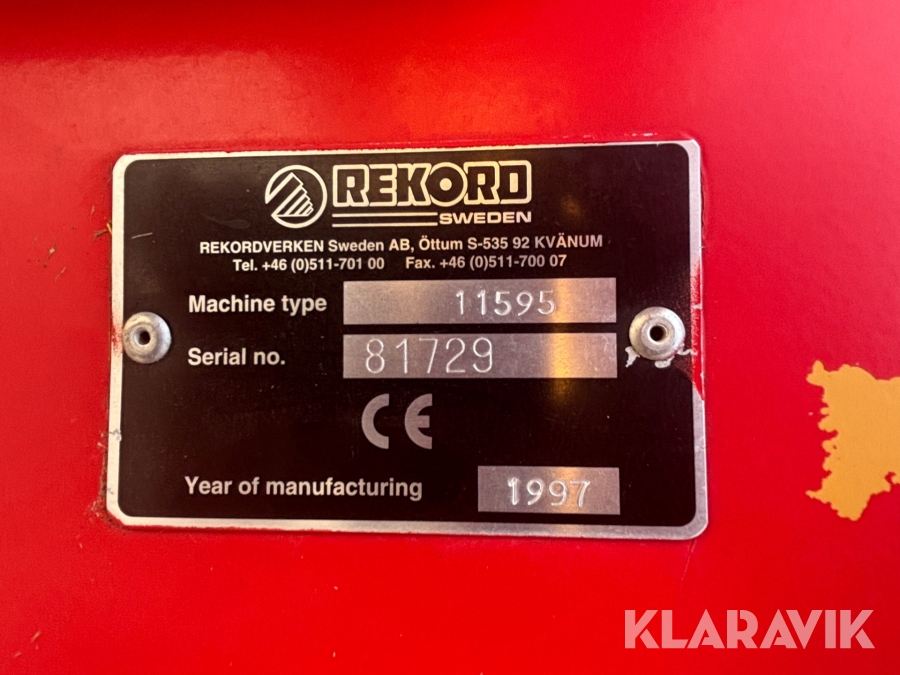 REKORD
SWEDEN
REKORDVERKEN Sweden AB, Öttum S-535 92 KVÄNUM
Tel. +46 (0)511-701 00 Fax. +46 (0)511-700 07
Machine type 11595
Serial no. 81729
CE
Year of manufacturing 1997
KLARAVIK